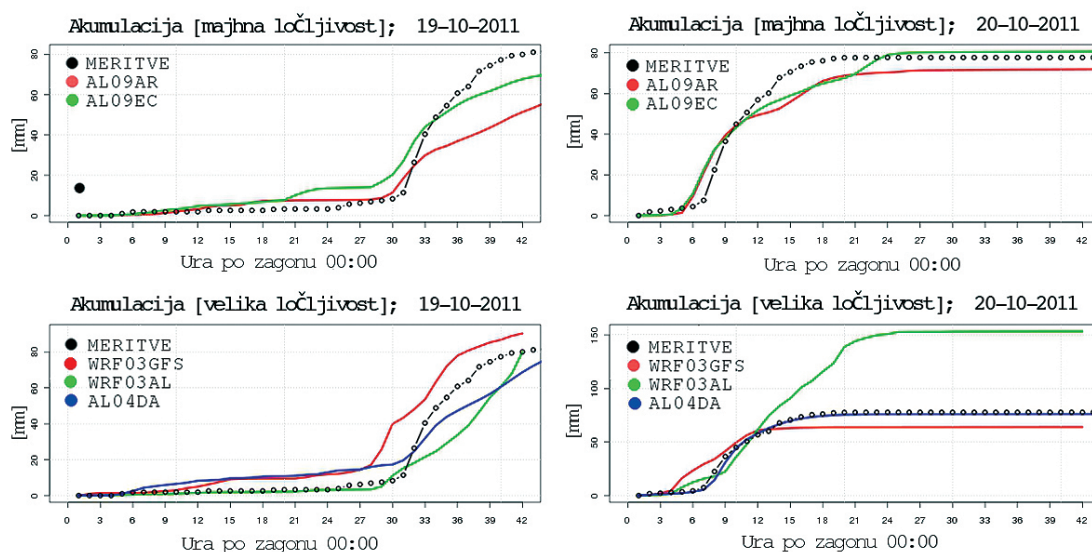 Akumulacija [majhna loČljivost]; 19-10-2011
80
60
40
20
0
[mm]
MERITVE
AL09AR
AL09EC
0 3 6 9 12 15 18 21 24 27 30 33 36 39 42
Ura po zagonu 00:00
Akumulacija [majhna loČljivost]; 20-10-2011
80
60
40
20
0
[mm]
MERITVE
AL09AR
AL09EC
0 3 6 9 12 15 18 21 24 27 30 33 36 39 42
Ura po zagonu 00:00
Akumulacija [velika loČljivost]; 19-10-2011
80
60
40
20
0
[mm]
MERITVE
WRF03GFS
WRF03AL
AL04DA
0 3 6 9 12 15 18 21 24 27 30 33 36 39 42
Ura po zagonu 00:00
Akumulacija [velika loČljivost]; 20-10-2011
150
100
50
0
[mm]
MERITVE
WRF03GFS
WRF03AL
AL04DA
0 3 6 9 12 15 18 21 24 27 30 33 36 39 42
Ura po zagonu 00:00